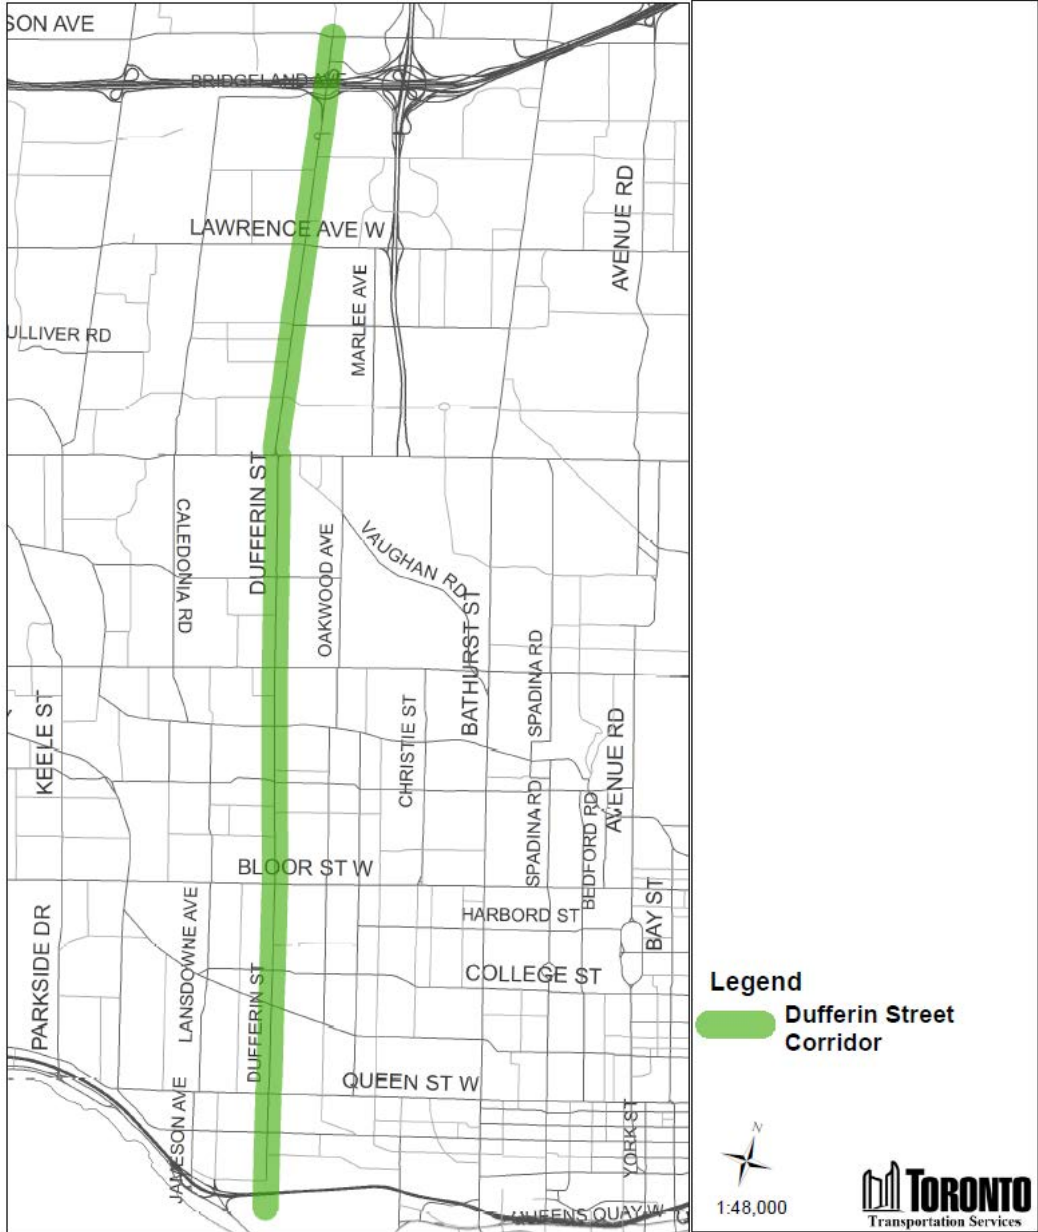 SON AVE
BRIDGELAND AVE
LAWRENCE AVE W
AVENUE RD
MARLEE AVE
ULLIVER RD
DUFFERIN ST
CALEDONIA RD
OAKWOOD AVE
VAUGHAN RD
BATHURST ST
SPADINA RD
KEELE ST
CHRISTIE ST
AVENUE RD
SPADINA RD
BEDFORD RD
BLOOR ST W
HARBORD ST
BAY ST
PARKSIDE DR
LANSDOWNE AVE
COLLEGE ST
DUFFERIN ST
QUEEN ST W
JAMESON AVE
YORK ST
QUEENS QUAY W
Legend
Dufferin Street
Corridor
N
1:48,000
TORONTO
Transportation Services